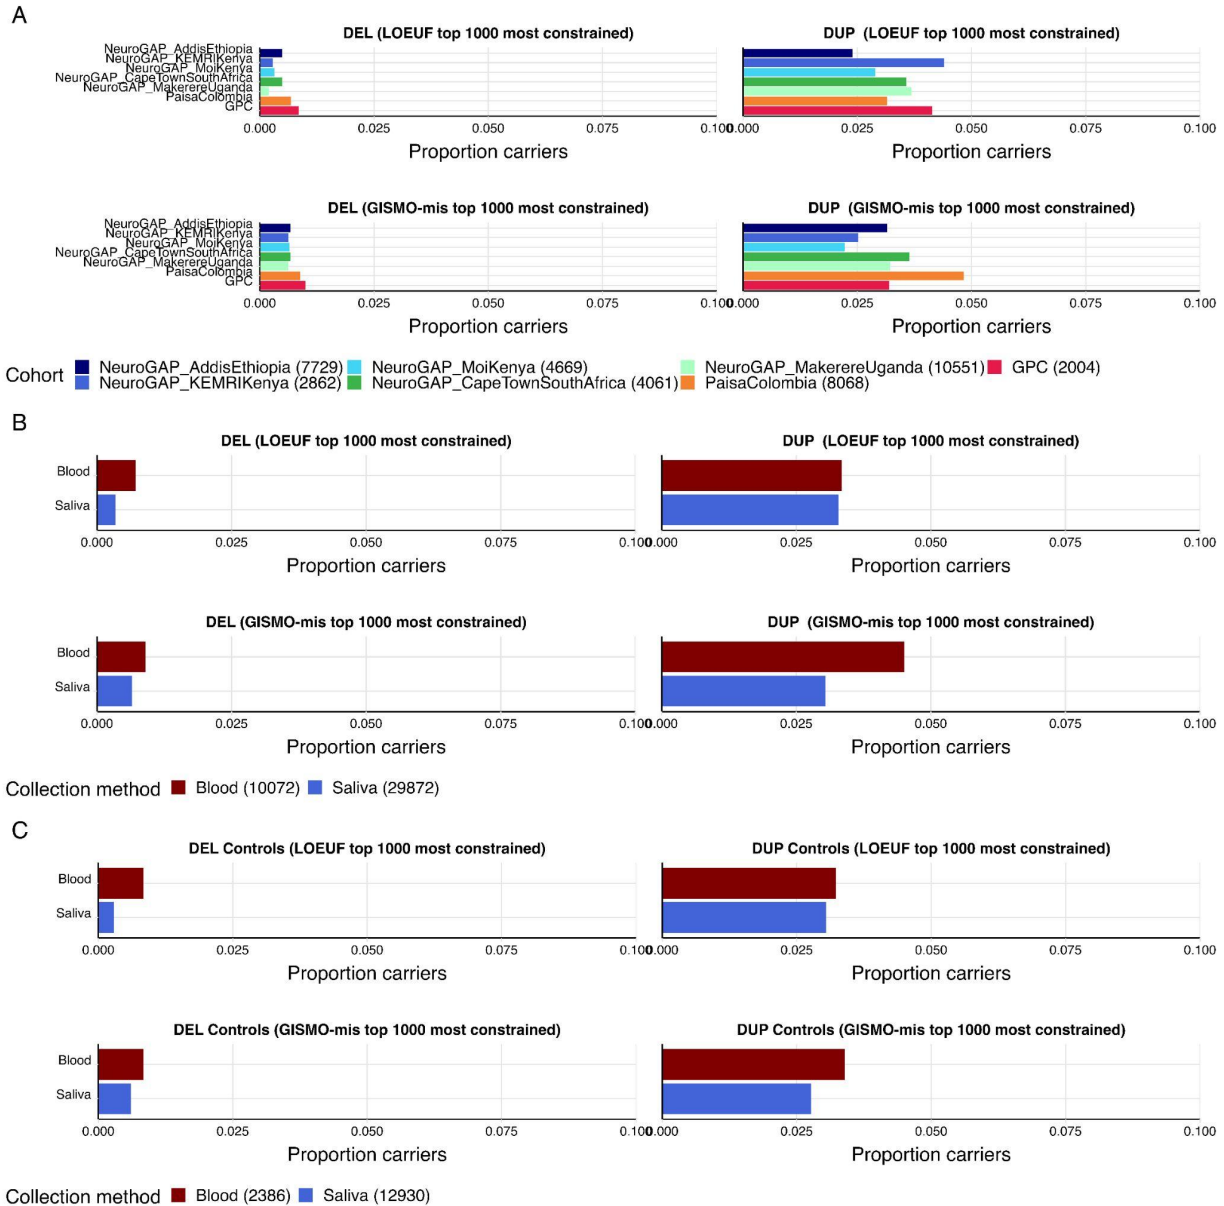 A
DEL (LOEUF top 1000 most constrained)
DUP (LOEUF top 1000 most constrained)
NeuroGAP_AddisEthiopia
NeuroGAP_KEMRIKenya
NeuroGAP_MoiKenya
NeuroGAP_CapeTownSouthAfrica
NeuroGAP_MakerereUganda
PaisaColombia
GPC
0.000 0.025 0.050 0.075 0.100
0.000 0.025 0.050 0.075 0.100
Proportion carriers
Proportion carriers
DEL (GISMO-mis top 1000 most constrained)
DUP (GISMO-mis top 1000 most constrained)
NeuroGAP_AddisEthiopia
NeuroGAP_KEMRIKenya
NeuroGAP_MoiKenya
NeuroGAP_CapeTownSouthAfrica
NeuroGAP_MakerereUganda
PaisaColombia
GPC
0.000 0.025 0.050 0.075 0.100
0.000 0.025 0.050 0.075 0.100
Proportion carriers
Proportion carriers
Cohort
NeuroGAP_AddisEthiopia (7729) NeuroGAP_MoiKenya (4669) NeuroGAP_MakerereUganda (10551) GPC (2004)
NeuroGAP_KEMRIKenya (2862) NeuroGAP_CapeTownSouthAfrica (4061) PaisaColombia (8068)
B
DEL (LOEUF top 1000 most constrained)
DUP (LOEUF top 1000 most constrained)
Blood
Saliva
0.000 0.025 0.050 0.075 0.100
0.000 0.025 0.050 0.075 0.100
Proportion carriers
Proportion carriers
DEL (GISMO-mis top 1000 most constrained)
DUP (GISMO-mis top 1000 most constrained)
Blood
Saliva
0.000 0.025 0.050 0.075 0.100
0.000 0.025 0.050 0.075 0.100
Proportion carriers
Proportion carriers
Collection method Blood (10072) Saliva (29872)
C
DEL Controls (LOEUF top 1000 most constrained)
DUP Controls (LOEUF top 1000 most constrained)
Blood
Saliva
0.000 0.025 0.050 0.075 0.100
0.000 0.025 0.050 0.075 0.100
Proportion carriers
Proportion carriers
DEL Controls (GISMO-mis top 1000 most constrained)
DUP Controls (GISMO-mis top 1000 most constrained)
Blood
Saliva
0.000 0.025 0.050 0.075 0.100
0.000 0.025 0.050 0.075 0.100
Proportion carriers
Proportion carriers
Collection method Blood (2386) Saliva (12930)